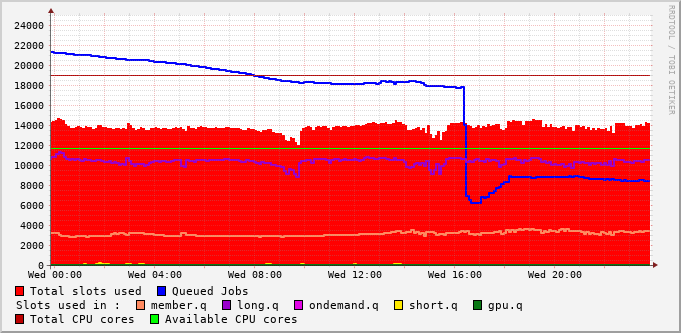 RRDTOOL / TOBI OETIKER
24000
22000
20000
18000
16000
14000
12000
10000
8000
6000
4000
2000
0
Wed 00:00 Wed 04:00 Wed 08:00 Wed 12:00 Wed 16:00 Wed 20:00
Total slots used Queued Jobs
Slots used in : member.q long.q ondemand.q short.q gpu.q
Total CPU cores Available CPU cores